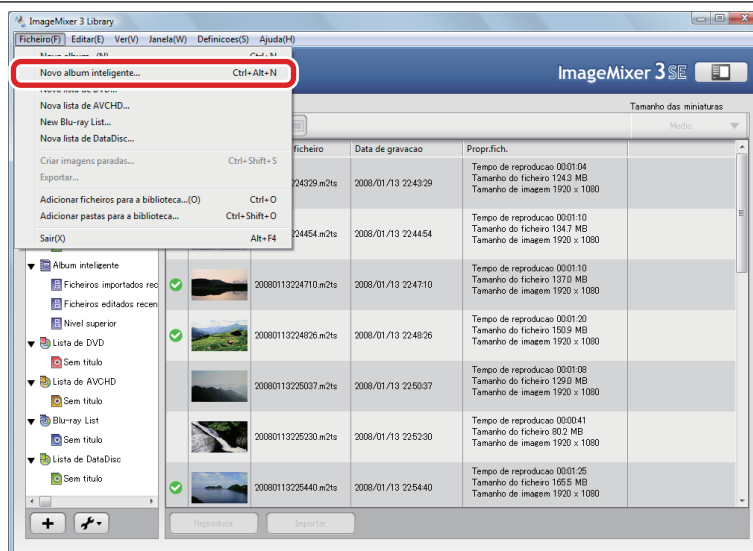 ImageMixer 3 Library
Ficheiro(F) Editar(E) Ver(V) Janela(W) Definicoes(S) Ajuda(H)
Novo album inteligente... Ctrl+Alt+N
ImageMixer 3 SE
Nova lista de DVD...
Nova lista de AVCHD...
New Blu-ray List...
Nova lista de DataDisc...
Criar imagens paradas... Ctrl+Shift+S
Exportar...
Adicionar ficheiros para a biblioteca...(O) Ctrl+O
Adicionar pastas para a biblioteca... Ctrl+Shift+O
Sair(X) Alt+F4
Tamanho das miniaturas
Medio
ficheiro Data de gravacao Propr.fich.
224329.m2ts 2008/01/13 22:43:29
Tempo de reproducao 00:01:04
Tamanho do ficheiro 124.3 MB
Tamanho de imagem 1920 x 1080
224454.m2ts 2008/01/13 22:44:54
Tempo de reproducao 00:01:10
Tamanho do ficheiro 134.7 MB
Tamanho de imagem 1920 x 1080
Album inteligente
Ficheiros importados rec
Ficheiros editados recen
Nivel superior
Lista de DVD
Sem titulo
Lista de AVCHD
Sem titulo
Blu-ray List
Sem titulo
Lista de DataDisc
Sem titulo
20080113224710.m2ts 2008/01/13 22:47:10
Tempo de reproducao 00:01:10
Tamanho do ficheiro 137.0 MB
Tamanho de imagem 1920 x 1080
20080113224826.m2ts 2008/01/13 22:48:26
Tempo de reproducao 00:01:20
Tamanho do ficheiro 150.9 MB
Tamanho de imagem 1920 x 1080
20080113225037.m2ts 2008/01/13 22:50:37
Tempo de reproducao 00:01:08
Tamanho do ficheiro 129.0 MB
Tamanho de imagem 1920 x 1080
20080113225230.m2ts 2008/01/13 22:52:30
Tempo de reproducao 00:00:41
Tamanho do ficheiro 80.2 MB
Tamanho de imagem 1920 x 1080
20080113225440.m2ts 2008/01/13 22:54:40
Tempo de reproducao 00:01:25
Tamanho do ficheiro 165.5 MB
Tamanho de imagem 1920 x 1080
Reproduzir Importar